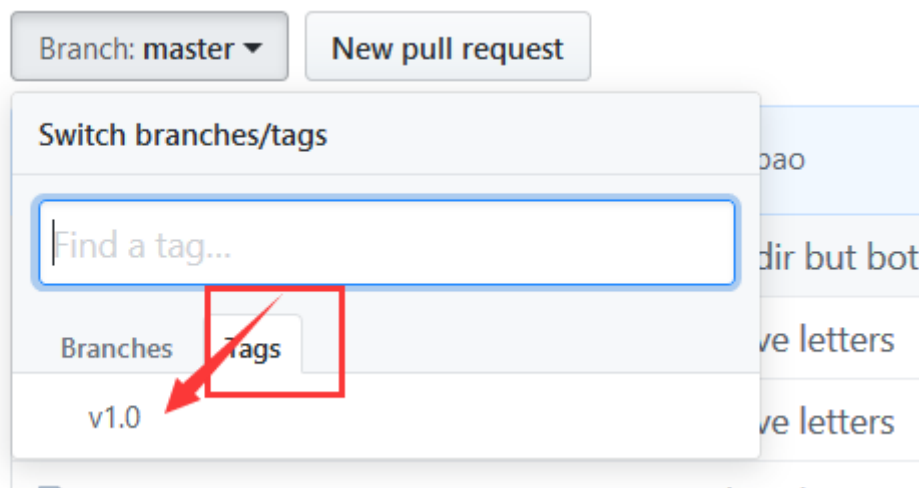 Branch: master New pull request
Switch branches/tags
Find a tag...
Branches Tags
v1.0
bao
dir but bot
ve letters
ve letters